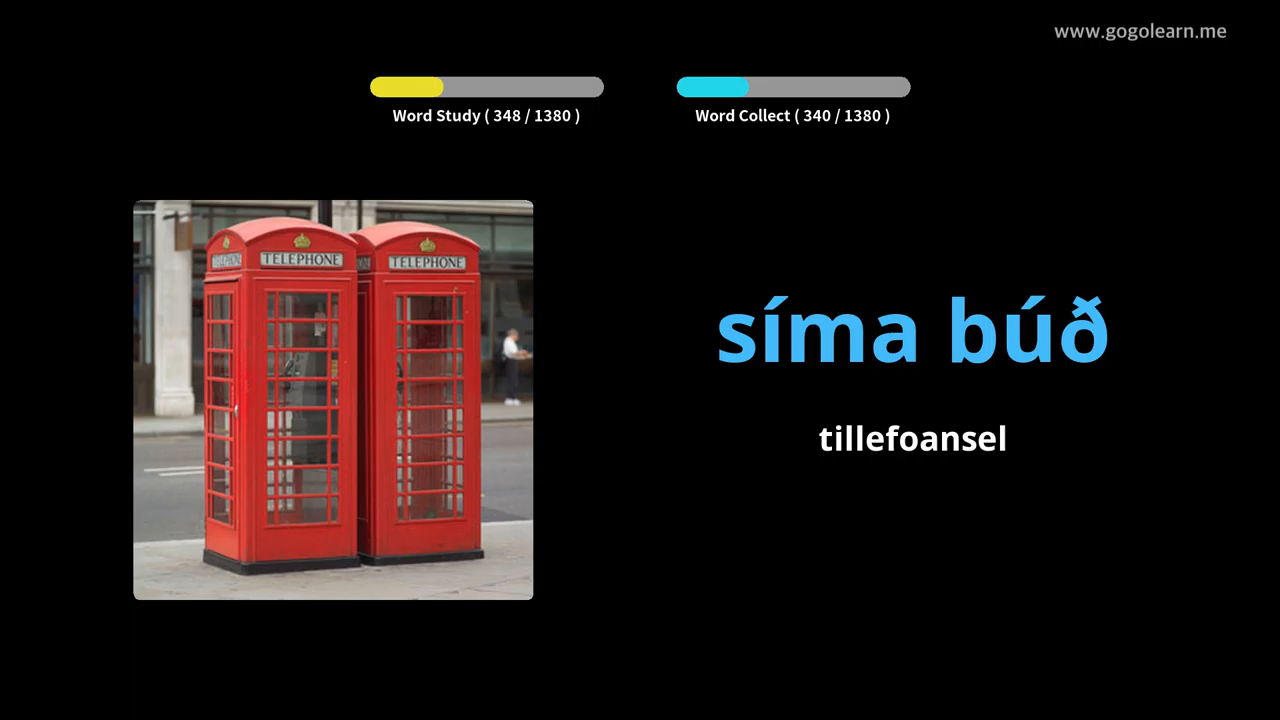 www.gogolearn.me
Word Study ( 348 / 1380 )
Word Collect ( 340 / 1380 )
TELEPHONE
TELEPHONE
síma búð
tillefoansel